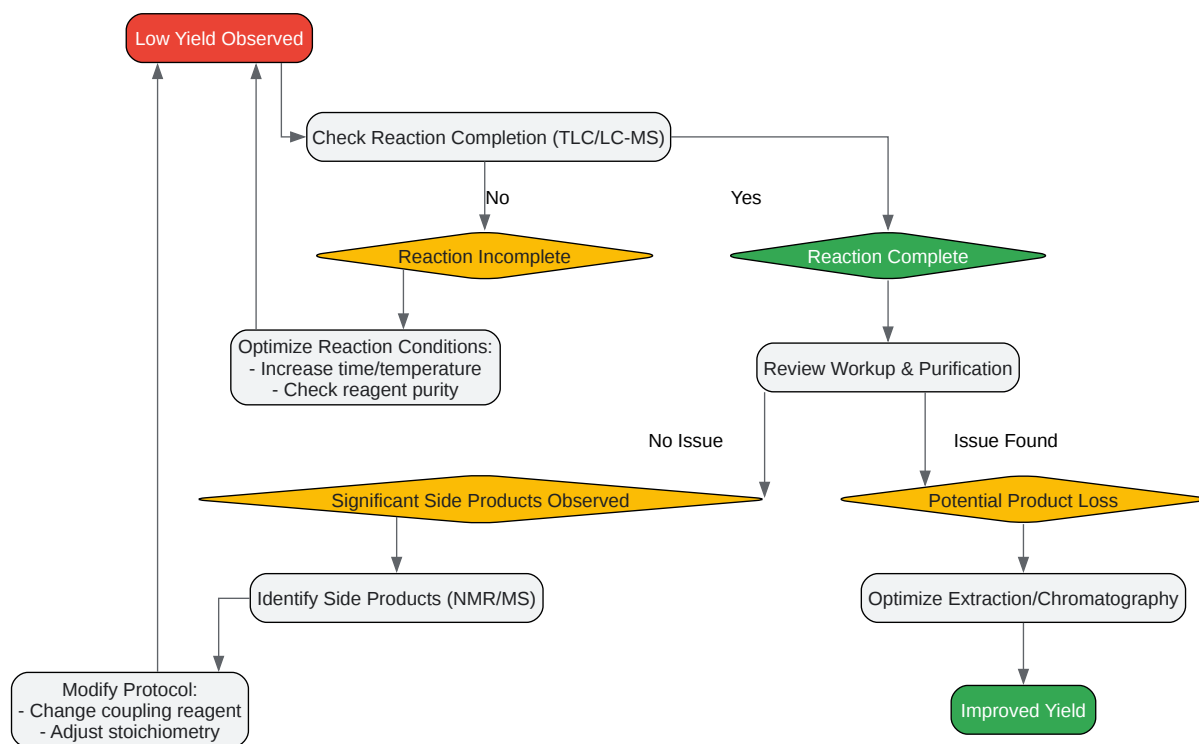 Low Yield Observed
Check Reaction Completion (TLC/LC-MS)
No
Yes
Reaction Incomplete
Reaction Complete
Optimize Reaction Conditions:
- Increase time/temperature
- Check reagent purity
Review Workup & Purification
No Issue
Issue Found
Significant Side Products Observed
Potential Product Loss
Identify Side Products (NMR/MS)
Optimize Extraction/Chromatography
Modify Protocol:
- Change coupling reagent
- Adjust stoichiometry
Improved Yield